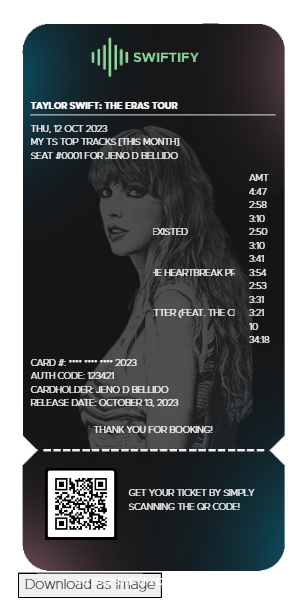 SWIFTIFY
TAYLOR SWIFT: THE ERAS TOUR
THU, 12 OCT 2023
MY TS TOP TRACKS [THIS MONTH]
SEAT #0001 FOR JENO D BELLIDO
AMT
4:47
2:58
3:10
EXISTED 2:50
3:10
3:41
HE HEARTBREAK PR 3:54
2:53
3:31
TTER (FEAT. THE CI 3:21
10
34:18
CARD #: **** **** **** 2023
AUTH CODE: 123421
CARDHOLDER: JENO D BELLIDO
RELEASE DATE: OCTOBER 13, 2023
THANK YOU FOR BOOKING!
GET YOUR TICKET BY SIMPLY
SCANNING THE QR CODE!
Download as image